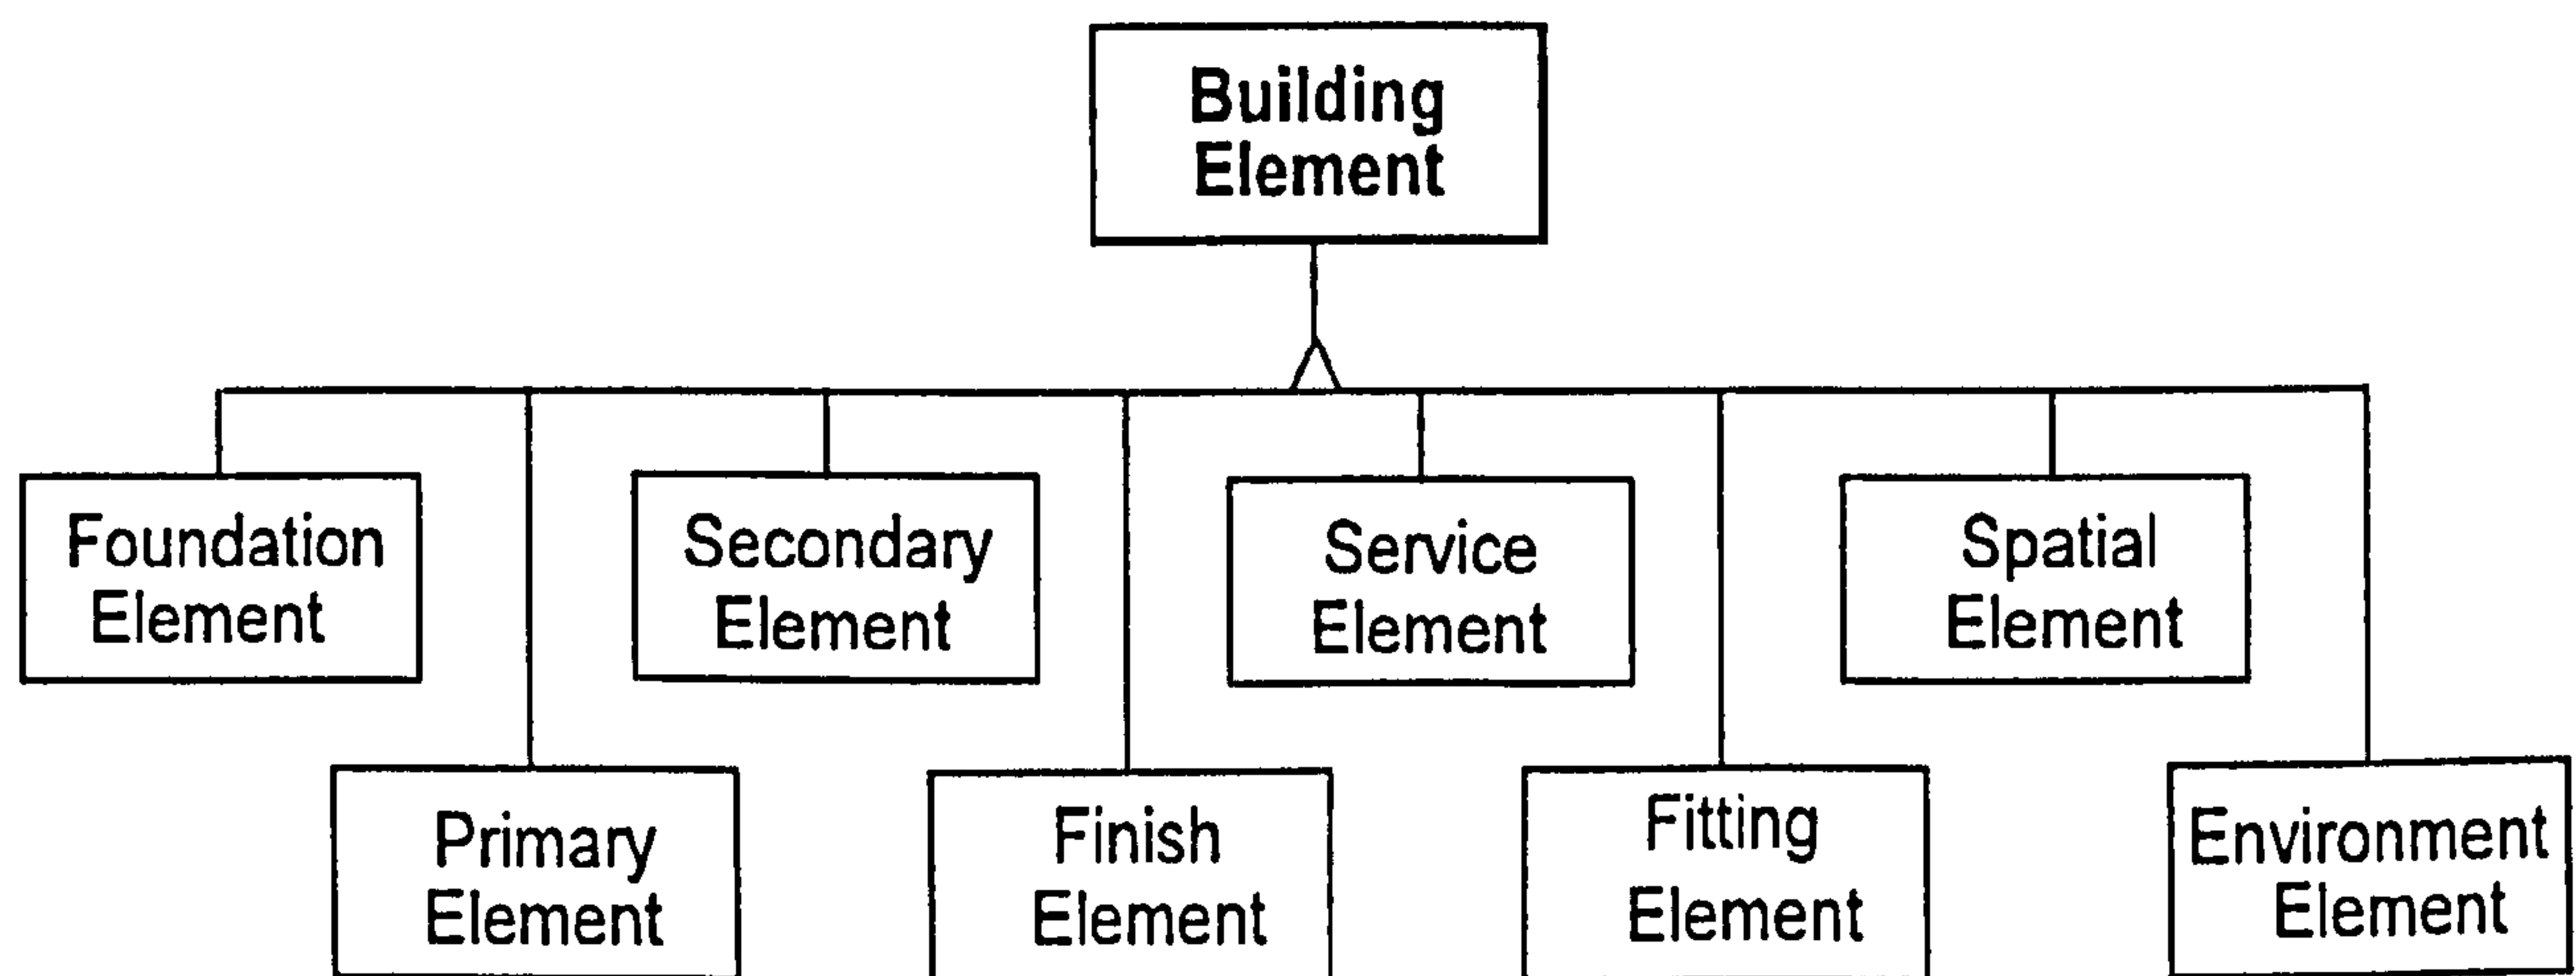 Building
Element
Foundation
Element
Secondary
Element
Service
Element
Spatial
Element
Primary
Element
Finish
Element
Fitting
Element
Environment
Element